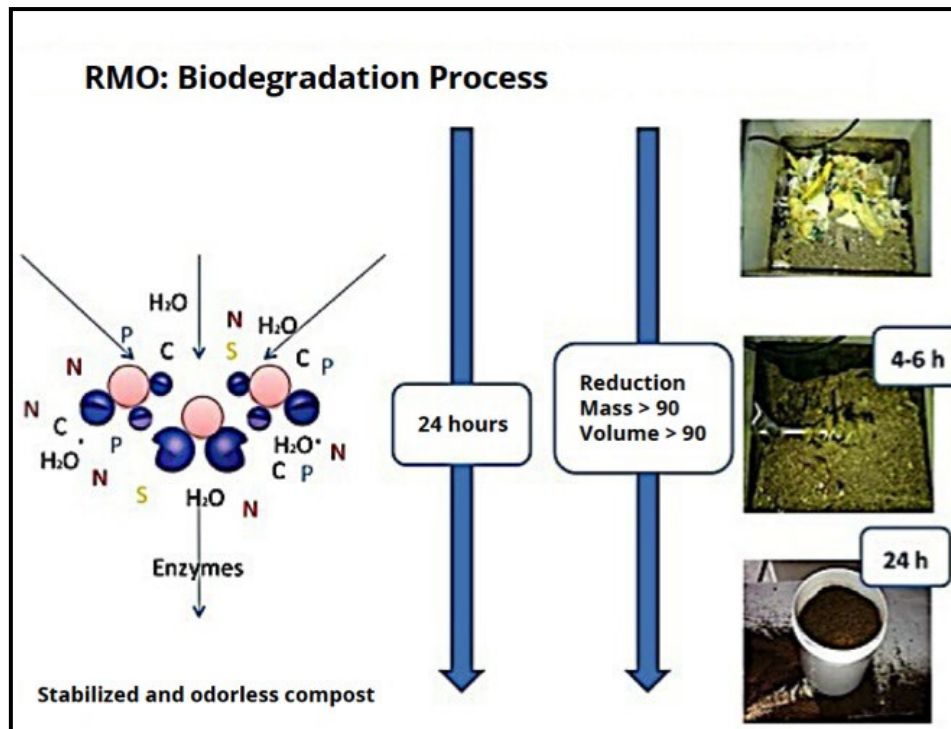 RMO: Biodegradation Process
H₂O
P
N
H₂O
C
S
C
P
N
4-6 h
N
C
H₂O
P
N
S
H₂O
N
H₂O
N
C
P
24 hours
Reduction
Mass > 90
Volume > 90
Enzymes
24 h
Stabilized and odorless compost